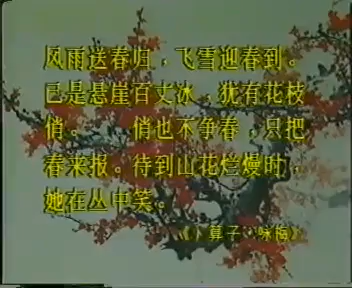 风雨送春归，飞雪迎春到。
已是悬崖百丈冰，犹有花枝
俏。 俏也不争春，只把
春来报。待到山花烂熳时，
她在丛中笑。
《卜算子·咏梅》